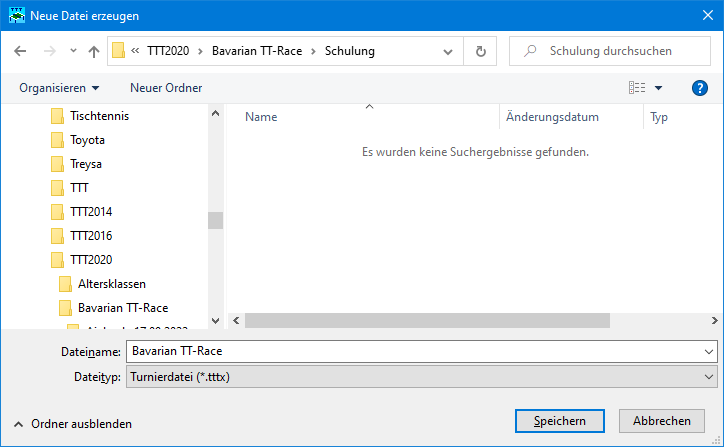 Neue Datei erzeugen
« TTT2020 › Bavarian TT-Race › Schulung
Schulung durchsuchen
Organisieren
Neuer Ordner
Tischtennis
Toyota
Treysa
TTT
TTT2014
TTT2016
TTT2020
Altersklassen
Bavarian TT-Race
Name
Änderungsdatum
Typ
Es wurden keine Suchergebnisse gefunden.
Dateiname: Bavarian TT-Race
Dateityp: Turnierdatei (*.tttx)
Ordner ausblenden
Speichern
Abbrechen